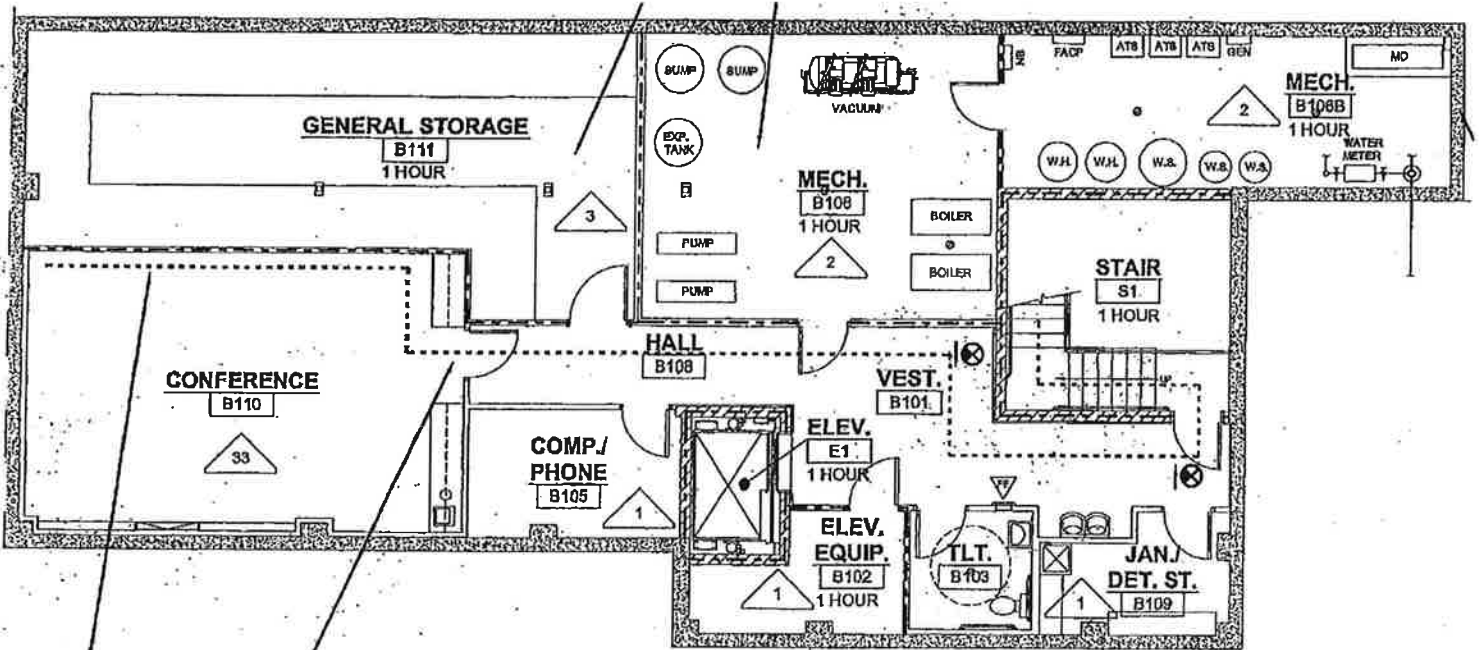 GENERAL STORAGE
B111
1 HOUR
3
SUMP
SUMP
EXP.
TANK
VACUUM
MECH.
B106
1 HOUR
2
PUMP
PUMP
BOILER
BOILER
FACP
ATS
ATS
ATS
GEN
MD
MECH.
B106B
1 HOUR
2
W.H.
W.H.
W.S.
W.S.
W.S.
WATER
METER
STAIR
S1
1 HOUR
UP
CONFERENCE
B110
33
HALL
B108
VEST.
B101
COMP./
PHONE
B105
1
ELEV.
E1
1 HOUR
ELEV.
EQUIP.
B102
1 HOUR
1
FE
TLT.
B103
JAN./
DET. ST.
B109
1